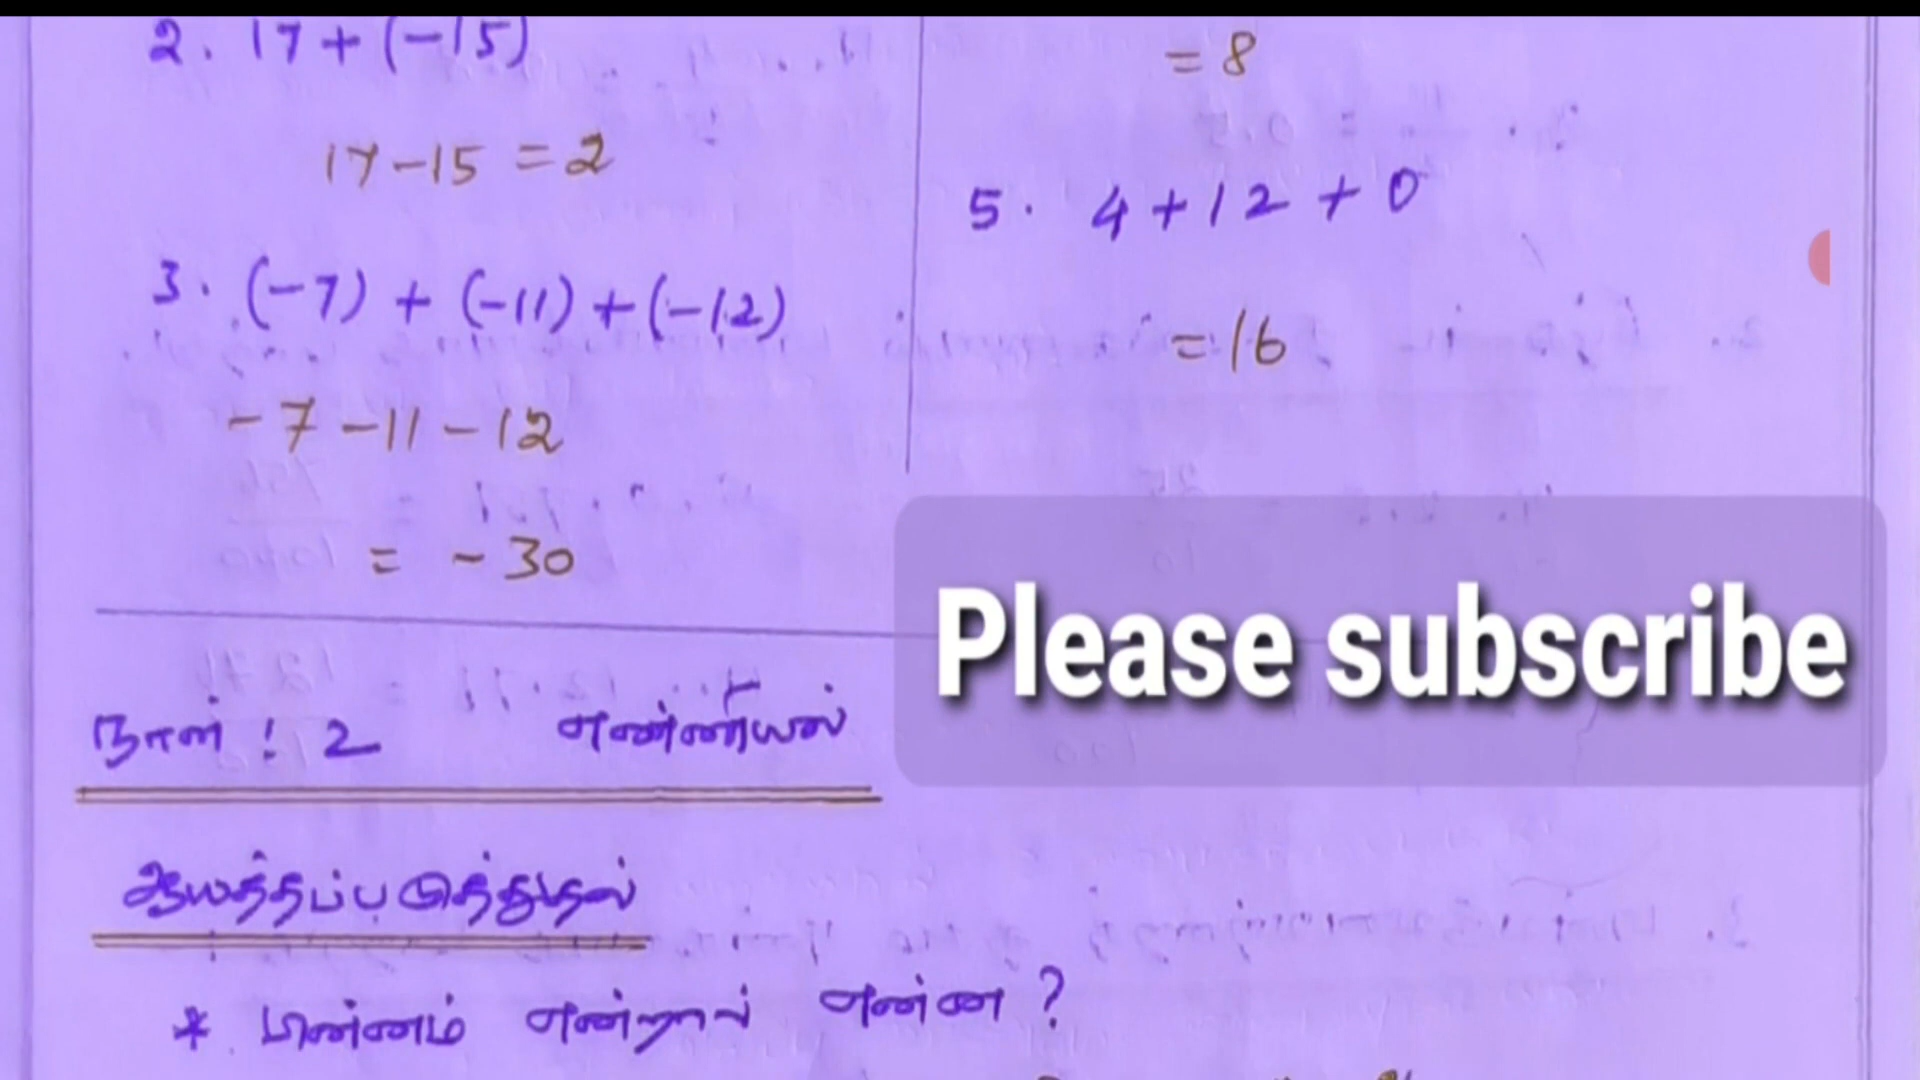 2. 17 + (-15)
17 - 15 = 2
3. (-7) + (-11) + (-12)
- 7 - 11 - 12
= - 30
= 8
5. 4 + 12 + 0
= 16
Please subscribe
நாள் : 2 எண்ணியல்
ஆயத்தப்படுத்துதல்
* பின்னம் என்றால் என்ன ?